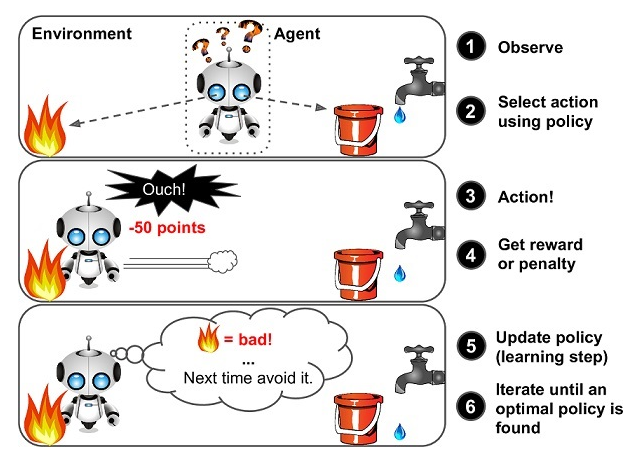 Environment
Agent
? ? ?
1 Observe
2 Select action
using policy
Ouch!
-50 points
3 Action!
4 Get reward
or penalty
= bad!
...
Next time avoid it.
5 Update policy
(learning step)
6 Iterate until an
optimal policy is
found